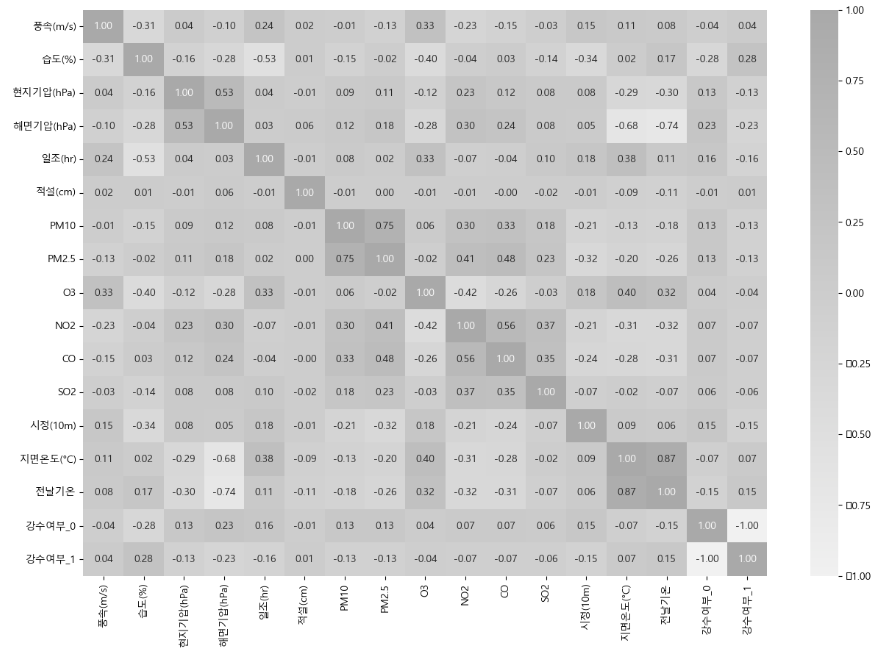 풍속(m/s) 1.00 -0.31 0.04 -0.10 0.24 0.02 -0.01 -0.13 0.33 -0.23 -0.15 -0.03 0.15 0.11 0.08 -0.04 0.04
습도(%) -0.31 1.00 -0.16 -0.28 -0.53 0.01 -0.15 -0.02 -0.40 -0.04 0.03 -0.14 -0.34 0.02 0.17 -0.28 0.28
현지기압(hPa) 0.04 -0.16 1.00 0.53 0.04 -0.01 0.09 0.11 -0.12 0.23 0.12 0.08 0.08 -0.29 -0.30 0.13 -0.13
해면기압(hPa) -0.10 -0.28 0.53 1.00 0.03 0.06 0.12 0.18 -0.28 0.30 0.24 0.08 0.05 -0.68 -0.74 0.23 -0.23
일조(hr) 0.24 -0.53 0.04 0.03 1.00 -0.01 0.08 0.02 0.33 -0.07 -0.04 0.10 0.18 0.38 0.11 0.16 -0.16
적설(cm) 0.02 0.01 -0.01 0.06 -0.01 1.00 -0.01 0.00 -0.01 -0.01 -0.00 -0.02 -0.01 -0.09 -0.11 -0.01 0.01
PM10 -0.01 -0.15 0.09 0.12 0.08 -0.01 1.00 0.75 0.06 0.30 0.33 0.18 -0.21 -0.13 -0.18 0.13 -0.13
PM2.5 -0.13 -0.02 0.11 0.18 0.02 0.00 0.75 1.00 -0.02 0.41 0.48 0.23 -0.32 -0.20 -0.26 0.13 -0.13
O3 0.33 -0.40 -0.12 -0.28 0.33 -0.01 0.06 -0.02 1.00 -0.42 -0.26 -0.03 0.18 0.40 0.32 0.04 -0.04
NO2 -0.23 -0.04 0.23 0.30 -0.07 -0.01 0.30 0.41 -0.42 1.00 0.56 0.37 -0.21 -0.31 -0.32 0.07 -0.07
CO -0.15 0.03 0.12 0.24 -0.04 -0.00 0.33 0.48 -0.26 0.56 1.00 0.35 -0.24 -0.28 -0.31 0.07 -0.07
SO2 -0.03 -0.14 0.08 0.08 0.10 -0.02 0.18 0.23 -0.03 0.37 0.35 1.00 -0.07 -0.02 -0.07 0.06 -0.06
시정(10m) 0.15 -0.34 0.08 0.05 0.18 -0.01 -0.21 -0.32 0.18 -0.21 -0.24 -0.07 1.00 0.09 0.06 0.15 -0.15
지면온도(°C) 0.11 0.02 -0.29 -0.68 0.38 -0.09 -0.13 -0.20 0.40 -0.31 -0.28 -0.02 0.09 1.00 0.87 -0.07 0.07
전날기온 0.08 0.17 -0.30 -0.74 0.11 -0.11 -0.18 -0.26 0.32 -0.32 -0.31 -0.07 0.06 0.87 1.00 -0.15 0.15
강수여부_0 -0.04 -0.28 0.13 0.23 0.16 -0.01 0.13 0.13 0.04 0.07 0.07 0.06 0.15 -0.07 -0.15 1.00 -1.00
강수여부_1 0.04 0.28 -0.13 -0.23 -0.16 0.01 -0.13 -0.13 -0.04 -0.07 -0.07 -0.06 -0.15 0.07 0.15 -1.00 1.00
풍속(m/s) 습도(%) 현지기압(hPa) 해면기압(hPa) 일조(hr) 적설(cm) PM10 PM2.5 O3 NO2 CO SO2 시정(10m) 지면온도(°C) 전날기온 강수여부_0 강수여부_1
1.00
0.75
0.50
0.25
0.00
□0.25
□0.50
□0.75
□1.00